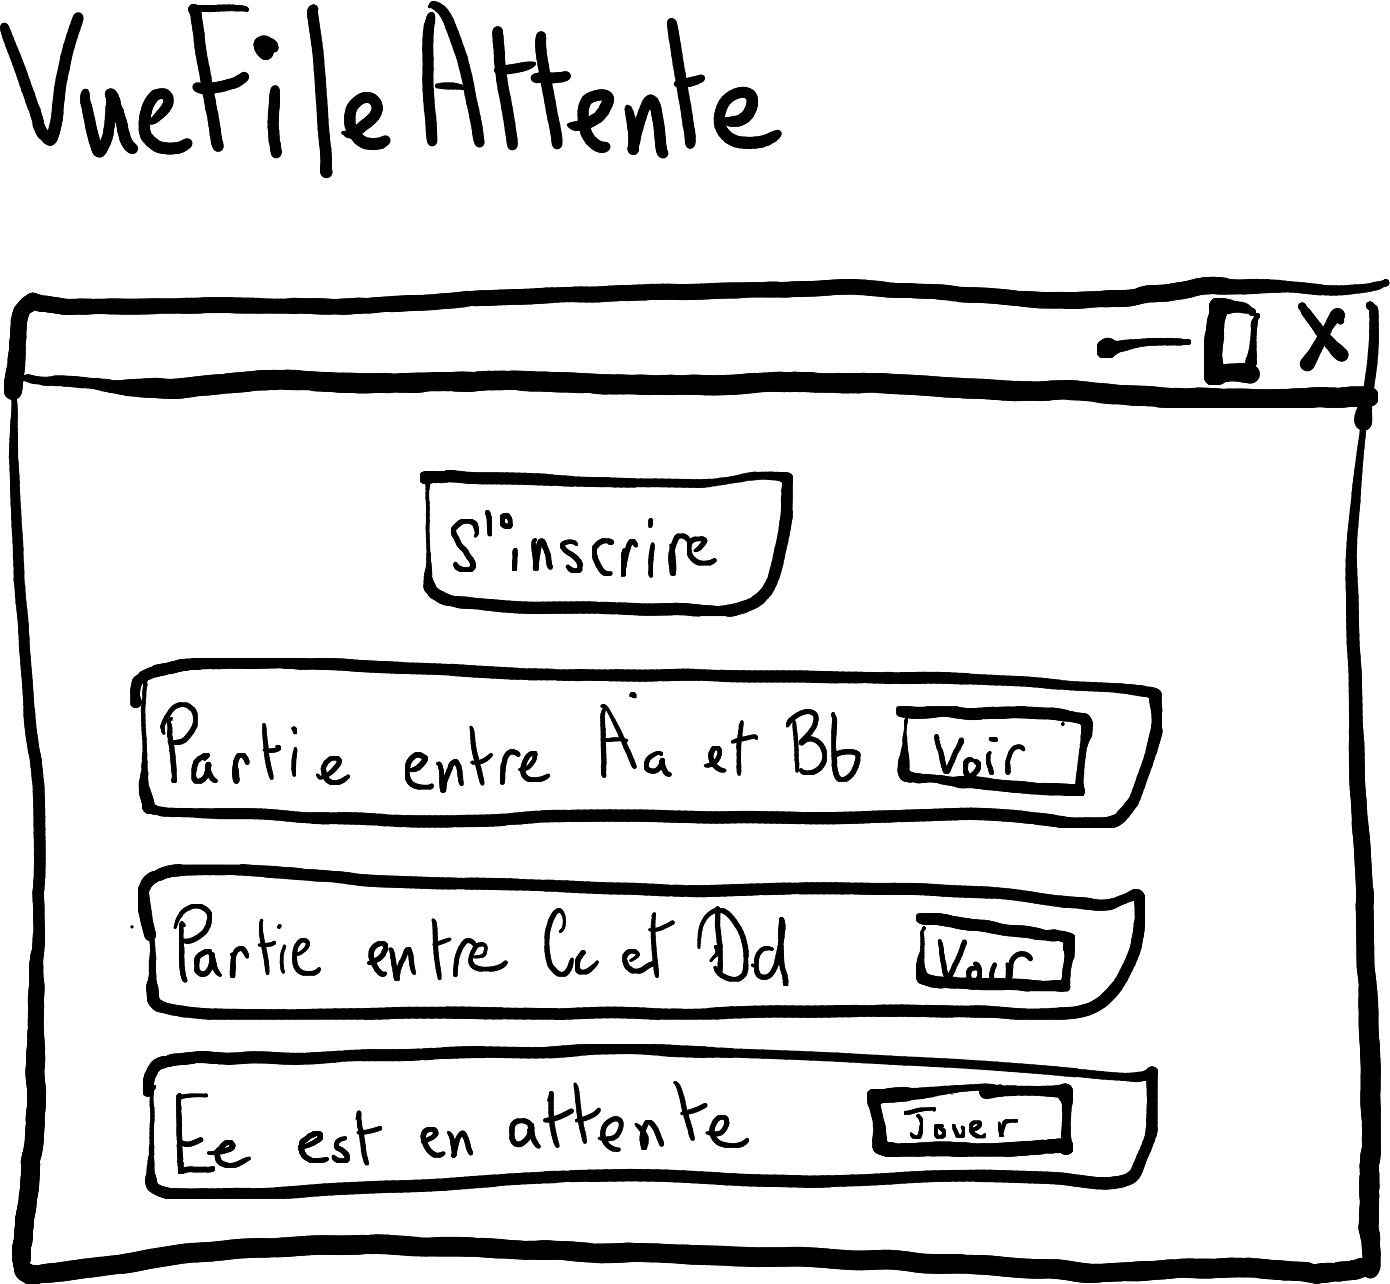 VueFileAttente
S'inscrire
Partie entre Aa et Bb Voir
Partie entre Cc et Dd Voir
Ee est en attente Jouer